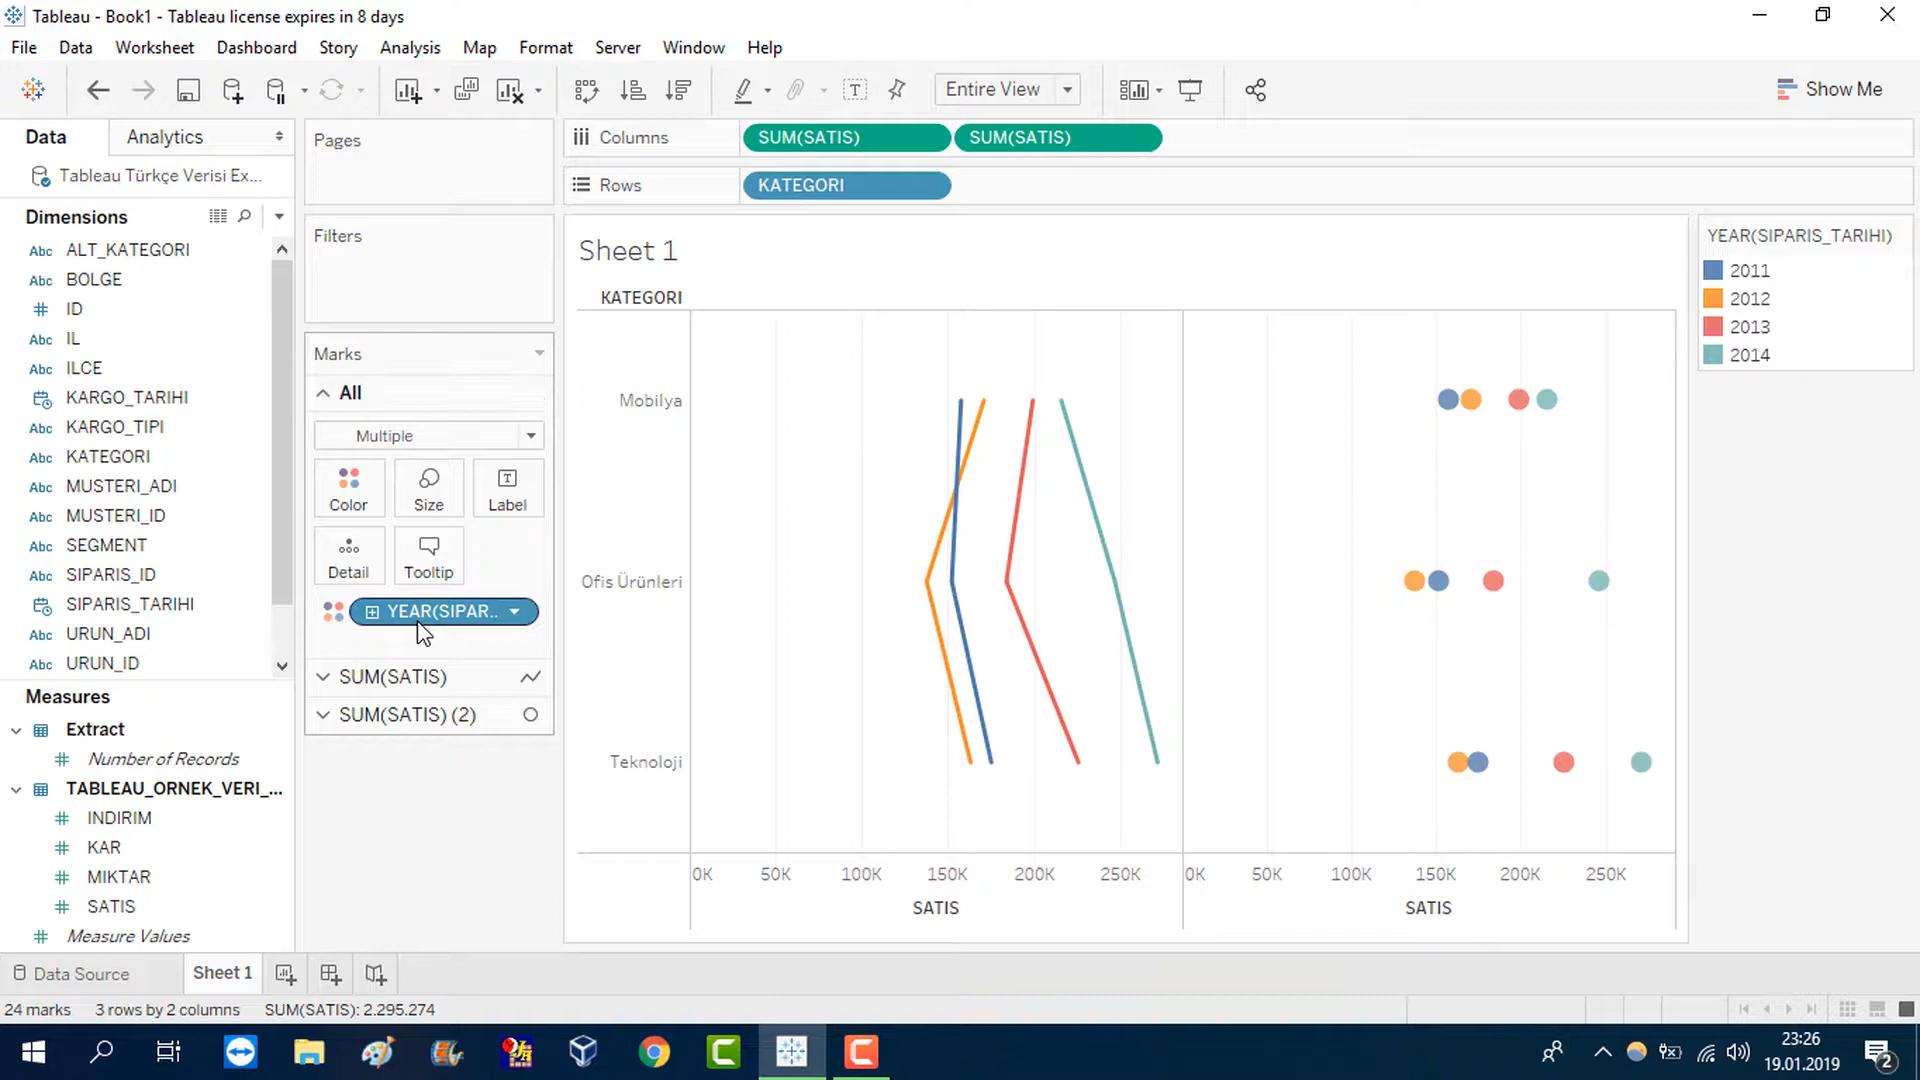 Tableau - Book1 - Tableau license expires in 8 days
File Data Worksheet Dashboard Story Analysis Map Format Server Window Help
Entire View
Show Me
Data
Analytics
Tableau Türkçe Verisi Ex...
Dimensions
Abc ALT_KATEGORI
Abc BOLGE
ID
Abc IL
Abc ILCE
KARGO_TARIHI
Abc KARGO_TIPI
Abc KATEGORI
Abc MUSTERI_ADI
Abc MUSTERI_ID
Abc SEGMENT
Abc SIPARIS_ID
SIPARIS_TARIHI
Abc URUN_ADI
Abc URUN_ID
Measures
Extract
Number of Records
TABLEAU_ORNEK_VERI_...
INDIRIM
KAR
MIKTAR
SATIS
Measure Values
Pages
Filters
Marks
All
Multiple
Color
Size
Label
Detail
Tooltip
YEAR(SIPAR..
SUM(SATIS)
SUM(SATIS) (2)
Columns
SUM(SATIS)
SUM(SATIS)
Rows
KATEGORI
Sheet 1
KATEGORI
Mobilya
Ofis Ürünleri
Teknoloji
0K 50K 100K 150K 200K 250K
0K 50K 100K 150K 200K 250K
SATIS
SATIS
YEAR(SIPARIS_TARIHI)
2011
2012
2013
2014
Data Source
Sheet 1
24 marks
3 rows by 2 columns
SUM(SATIS): 2.295.274
23:26
19.01.2019
2